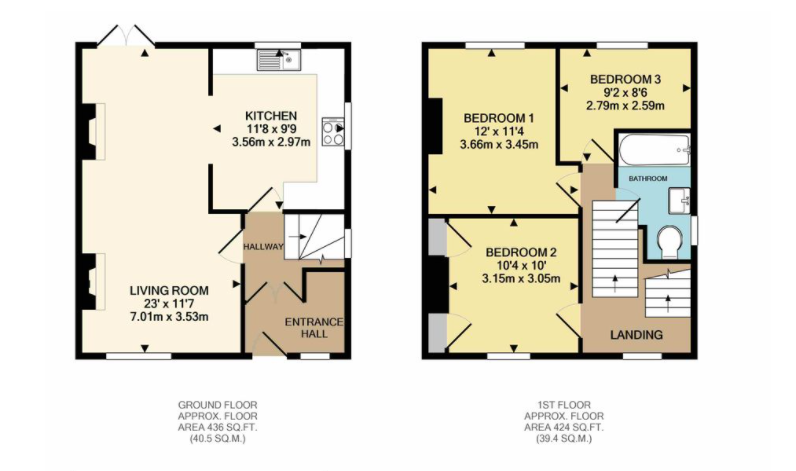 KITCHEN
11'8 x 9'9
3.56m x 2.97m
HALLWAY
LIVING ROOM
23' x 11'7
7.01m x 3.53m
ENTRANCE
HALL
GROUND FLOOR
APPROX. FLOOR
AREA 436 SQ.FT.
(40.5 SQ.M.)
BEDROOM 1
12' x 11'4
3.66m x 3.45m
BEDROOM 3
9'2 x 8'6
2.79m x 2.59m
BATHROOM
BEDROOM 2
10'4 x 10'
3.15m x 3.05m
LANDING
1ST FLOOR
APPROX. FLOOR
AREA 424 SQ.FT.
(39.4 SQ.M.)